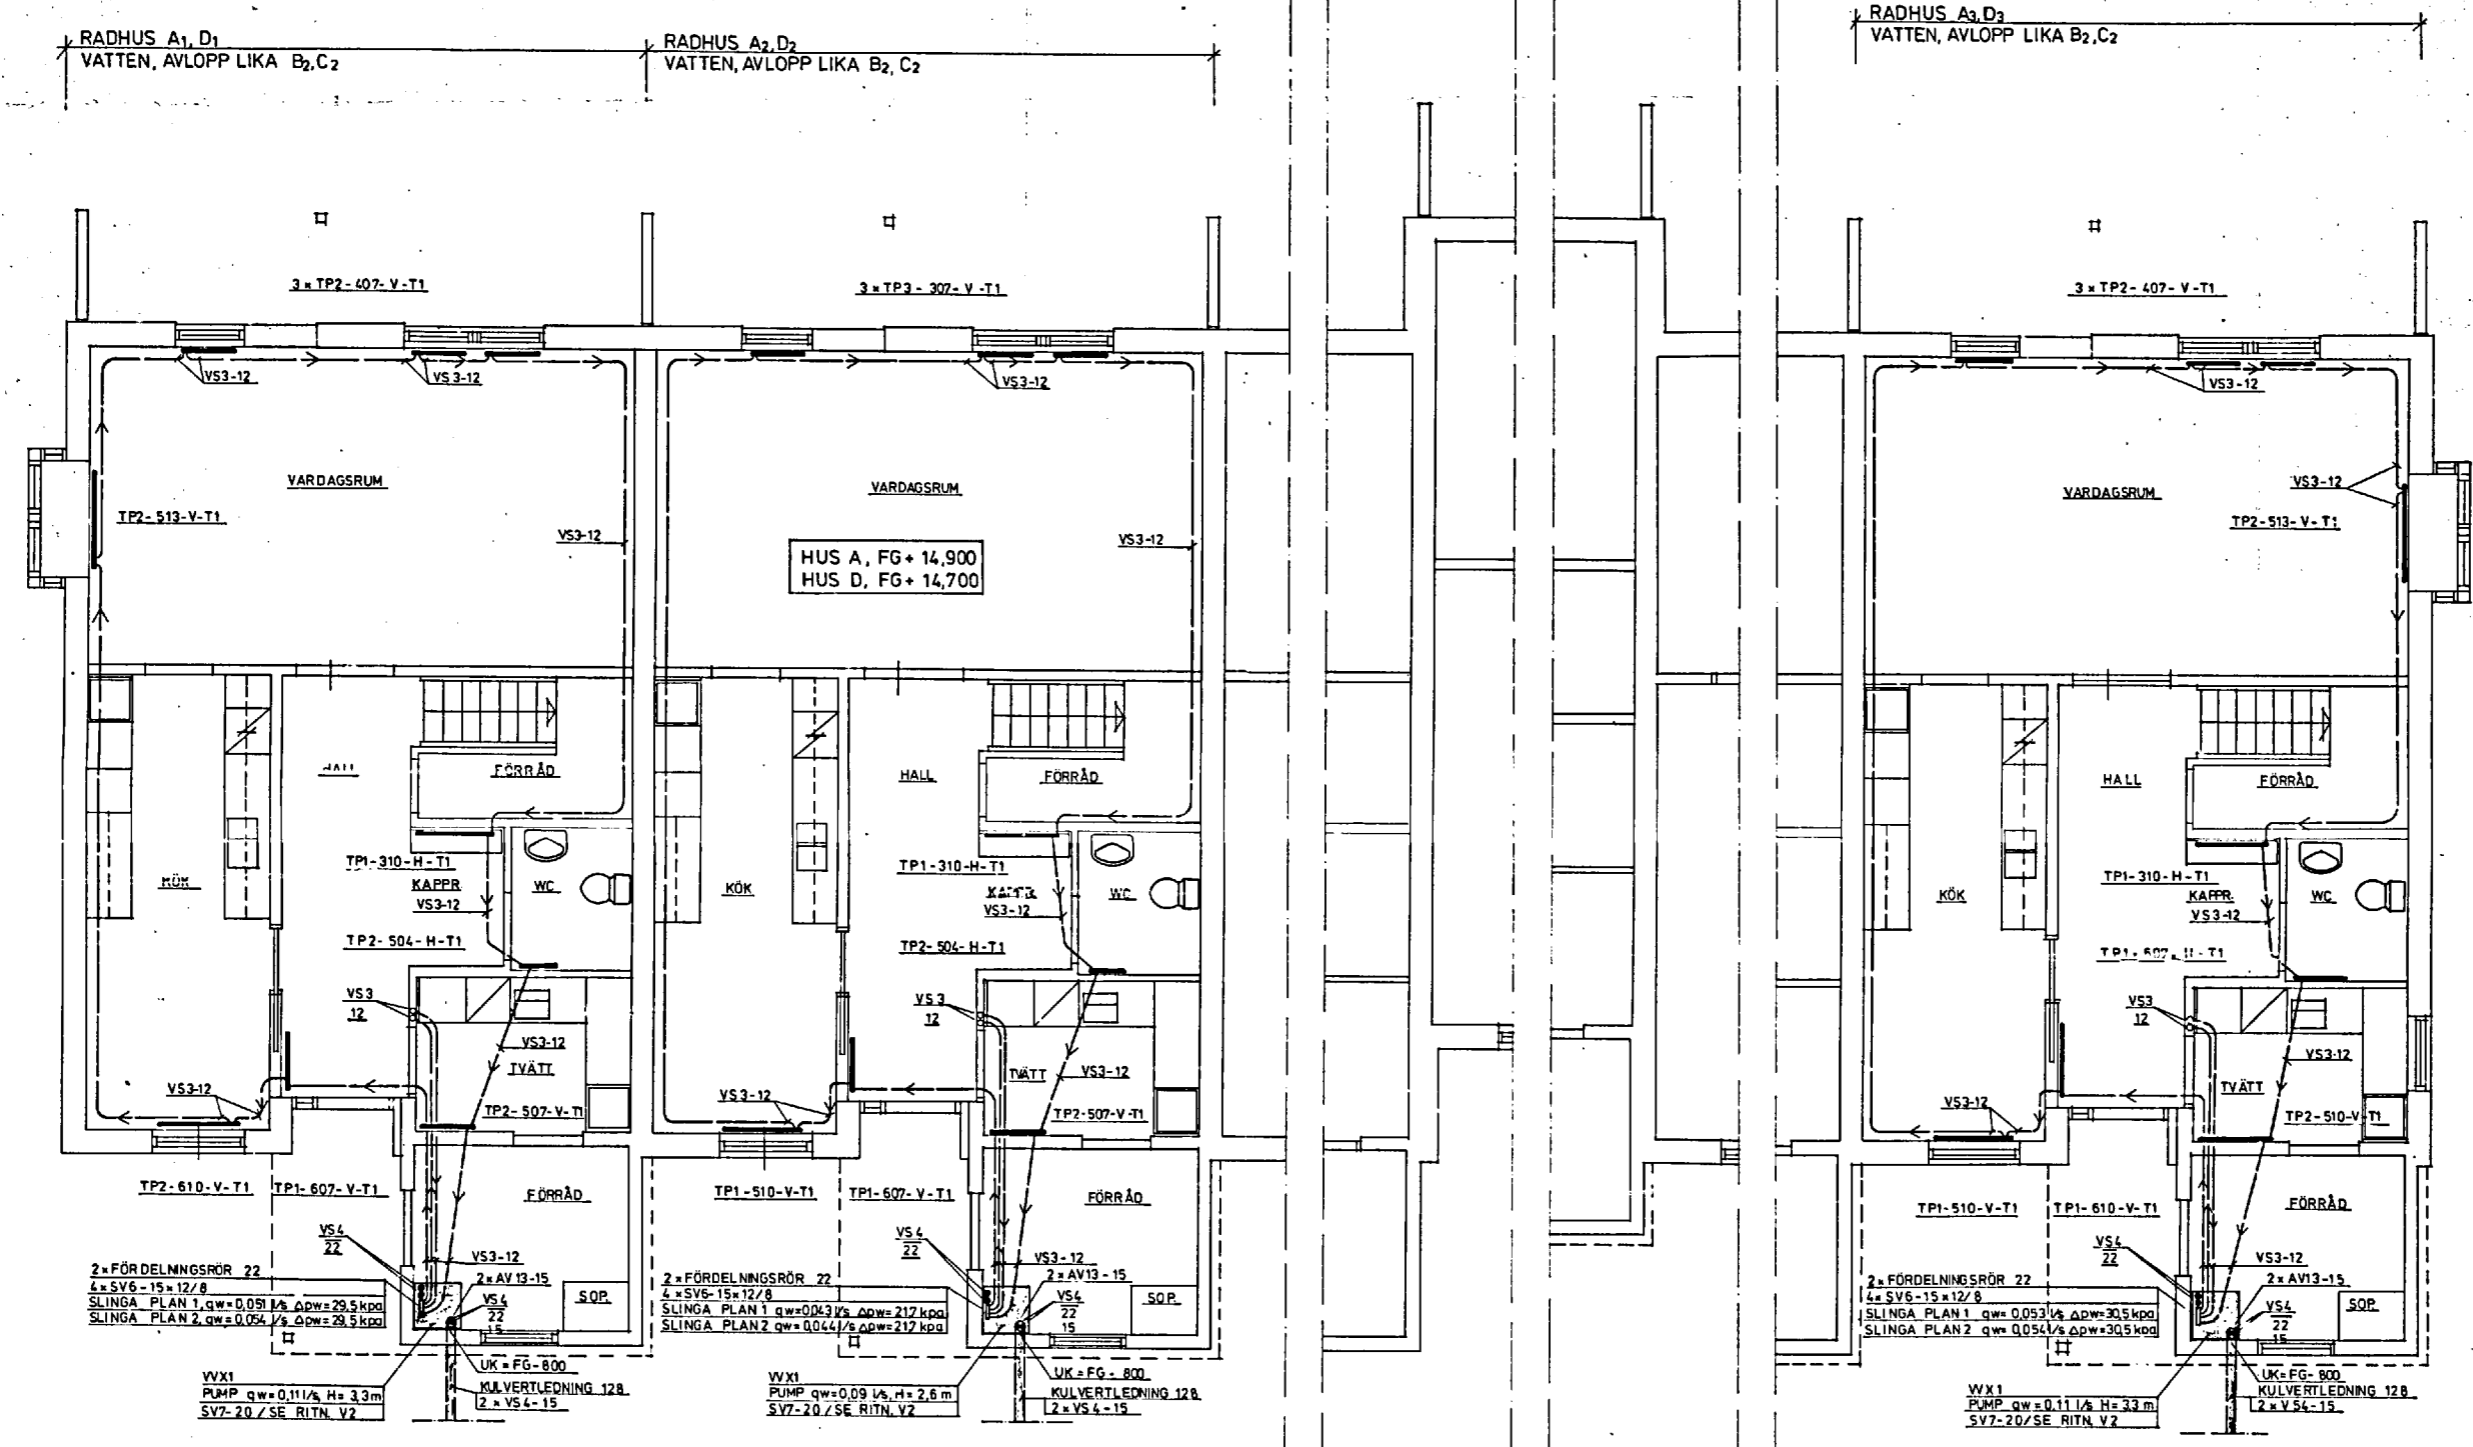 RADHUS A1, D1
VATTEN, AVLOPP LIKA B2, C2
RADHUS A2, D2
VATTEN, AVLOPP LIKA B2, C2
RADHUS A3, D3
VATTEN, AVLOPP LIKA B2, C2
3 x TP2-407-V-T1
3 x TP3-307-V-T1
3 x TP2-407-V-T1
VS3-12
VS3-12
VS3-12
VS3-12
VARDAGSRUM
VARDAGSRUM
VARDAGSRUM
VS3-12
TP2-513-V-T1
TP2-513-V-T1
VS3-12
VS3-12
HUS A, FG+ 14,900
HUS D, FG+ 14,700
HALL
FÖRRÅD
HALL
FÖRRÅD
HALL
FÖRRÅD
TP1-310-H-T1
KAPPR.
VS3-12
KÖK
WC
TP1-310-H-T1
KAPPR.
VS3-12
KÖK
WC
TP1-310-H-T1
KAPPR.
VS3-12
KÖK
WC
TP2-504-H-T1
TP2-504-H-T1
TP1-607-H-T1
VS3
12
VS3
12
VS3
12
VS3-12
TVÄTT
VS3-12
TVÄTT
VS3-12
TVÄTT
VS3-12
TP2-507-V-T1
VS3-12
TP2-507-V-T1
VS3-12
TP2-510-V-T1
TP2-610-V-T1
TP1-607-V-T1
FÖRRÅD
TP1-510-V-T1
TP1-607-V-T1
FÖRRÅD
TP1-510-V-T1
TP1-610-V-T1
FÖRRÅD
VS4
22
VS3-12
2 x AV13-15
VS4
22
15
SOP.
VS4
22
VS3-12
2 x AV13-15
VS4
22
15
SOP.
VS4
22
VS3-12
2 x AV13-15
VS4
22
15
SOP.
2 x FÖRDELNINGSRÖR 22
4 x SV6-15 x 12/8
SLINGA PLAN 1, qw=0,051 l/s Δpw=29,5 kpa
SLINGA PLAN 2, qw=0,054 l/s Δpw=29,5 kpa
2 x FÖRDELNINGSRÖR 22
4 x SV6-15 x 12/8
SLINGA PLAN 1 qw=0,043 l/s Δpw=21,7 kpa
SLINGA PLAN 2 qw=0,044 l/s Δpw=21,7 kpa
2 x FÖRDELNINGSRÖR 22
4 x SV6-15 x 12/8
SLINGA PLAN 1 qw=0,053 l/s Δpw=30,5 kpa
SLINGA PLAN 2 qw=0,054 l/s Δpw=30,5 kpa
VVX1
PUMP qw=0,11 l/s, H=3,3 m
SV7-20 / SE RITN. V2
UK=FG-800
KULVERTLEDNING 128
2 x VS4-15
VVX1
PUMP qw=0,09 l/s, H=2,6 m
SV7-20 / SE RITN. V2
UK=FG-800
KULVERTLEDNING 128
2 x VS4-15
VVX1
PUMP qw=0,11 l/s H=3,3 m
SV7-20/SE RITN. V2
UK=FG-800
KULVERTLEDNING 128
2 x VS4-15